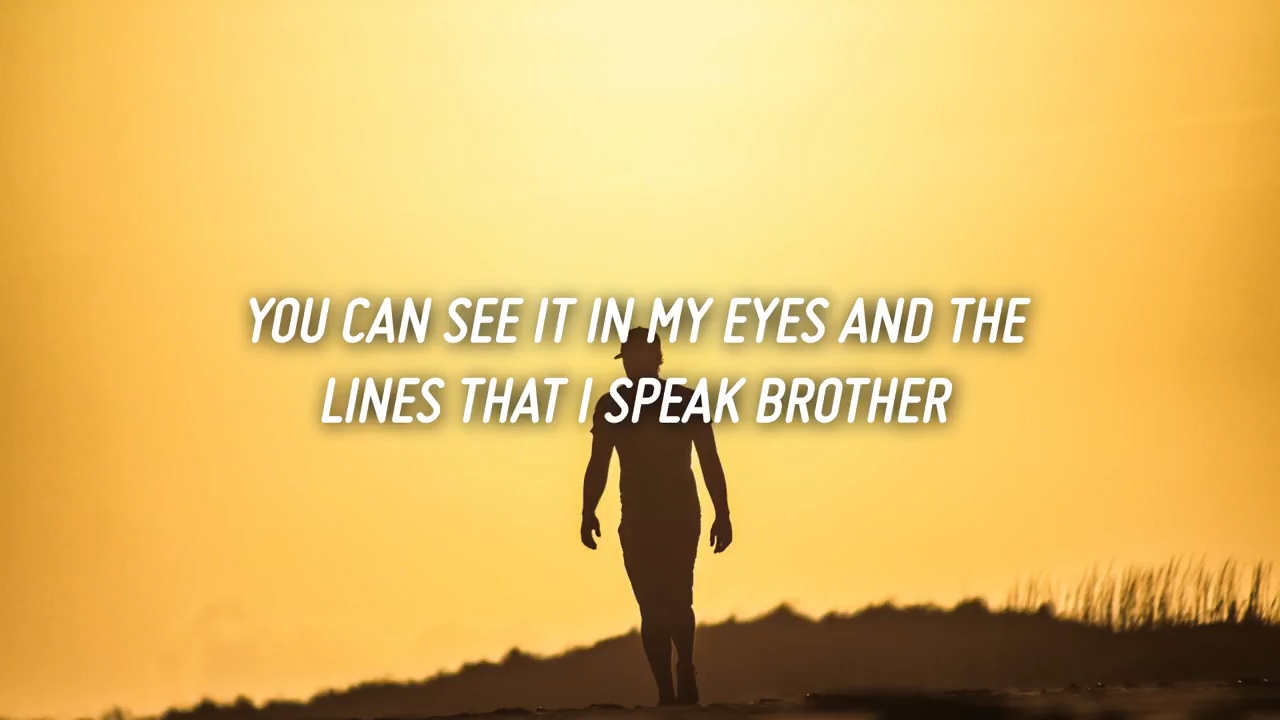 YOU CAN SEE IT IN MY EYES AND THE
LINES THAT I SPEAK BROTHER